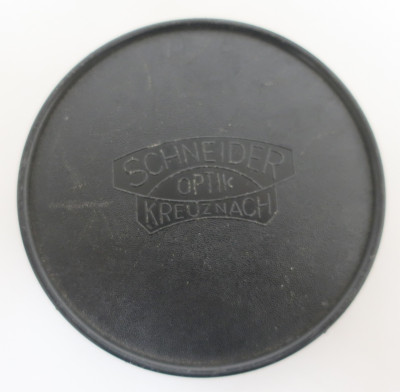 SCHNEIDER
OPTIK
KREUZNACH